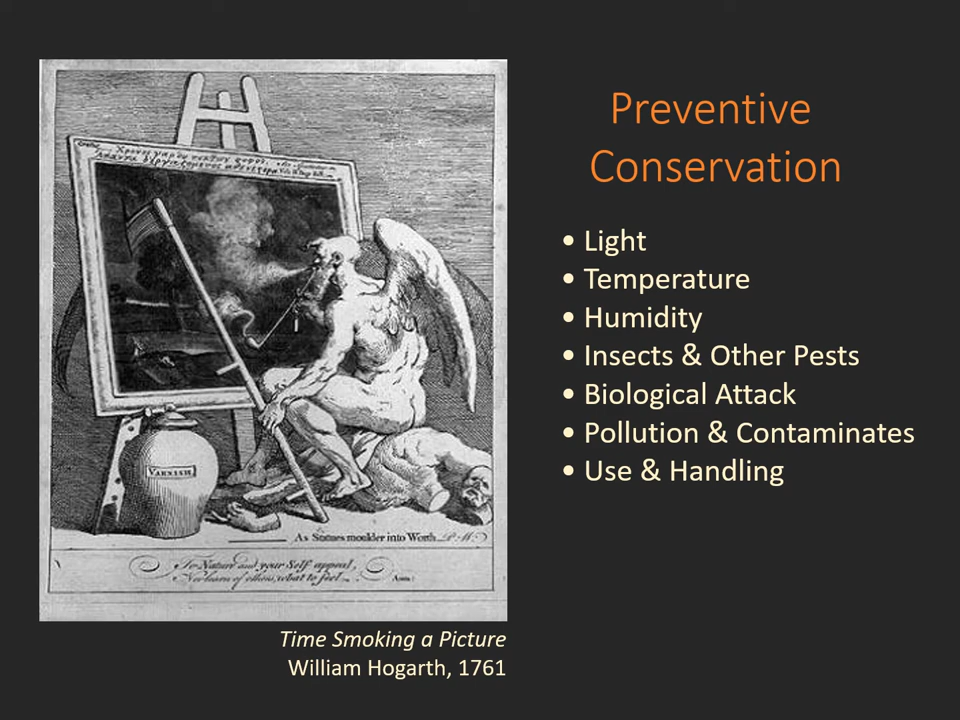 Preventive
Conservation
• Light
• Temperature
• Humidity
• Insects & Other Pests
• Biological Attack
• Pollution & Contaminates
• Use & Handling
VARNISH
As Statues moulder into Worth. P. W.
To Nature and your Self appeal,
Nor learn of others, what to feel.
Anon:
Time Smoking a Picture
William Hogarth, 1761